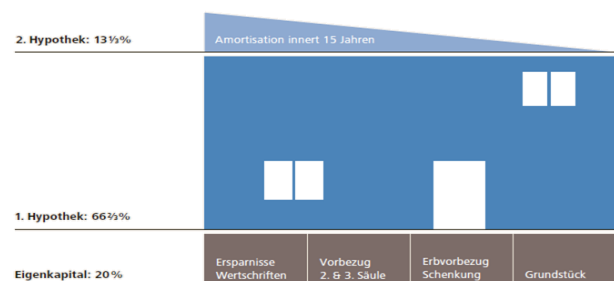 2. Hypothek: 13⅓%
Amortisation innert 15 Jahren
1. Hypothek: 66⅔%
Eigenkapital: 20%
Ersparnisse
Wertschriften
Vorbezug
2. & 3. Säule
Erbvorbezug
Schenkung
Grundstück